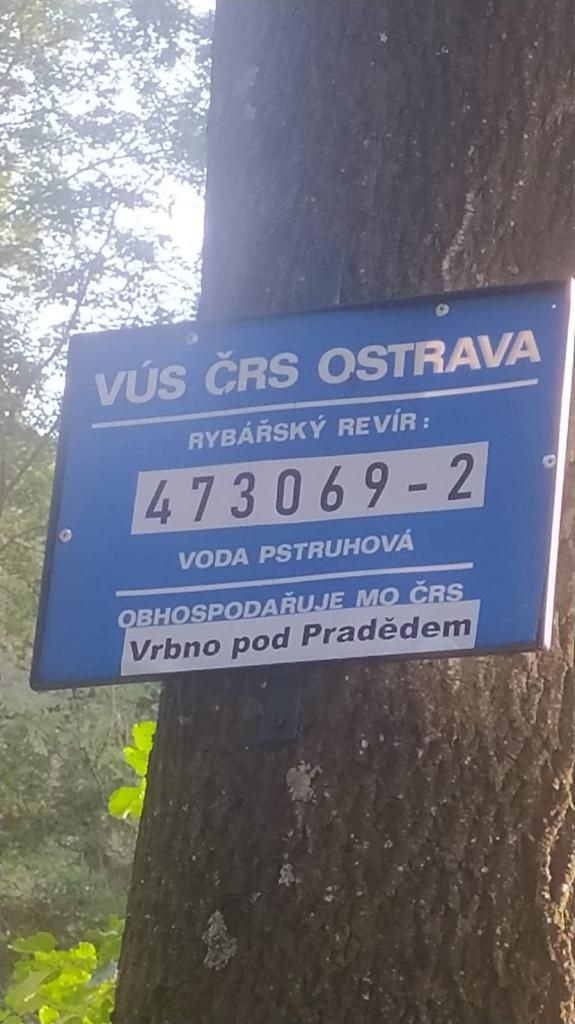 VÚS ČRS OSTRAVA
RYBÁŘSKÝ REVÍR:
473069-2
VODA PSTRUHOVÁ
OBHOSPODAŘUJE MO ČRS
Vrbno pod Pradědem